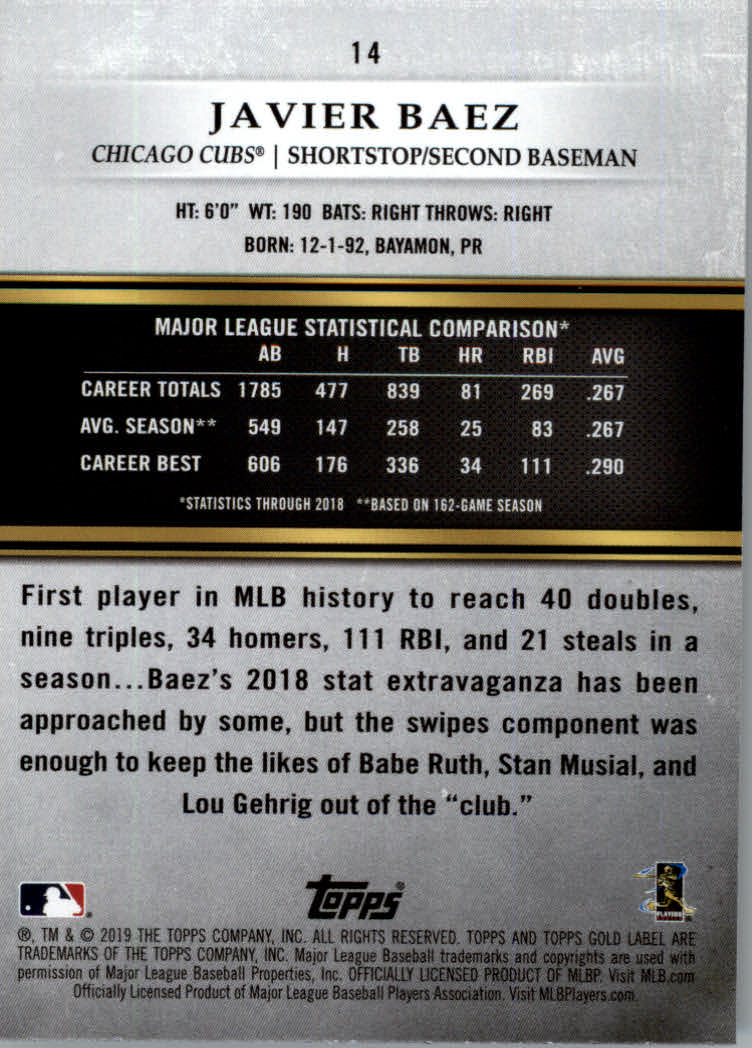 14
JAVIER BAEZ
CHICAGO CUBS® | SHORTSTOP/SECOND BASEMAN
HT: 6'0" WT: 190 BATS: RIGHT THROWS: RIGHT
BORN: 12-1-92, BAYAMON, PR
MAJOR LEAGUE STATISTICAL COMPARISON*
AB H TB HR RBI AVG
CAREER TOTALS 1785 477 839 81 269 .267
AVG. SEASON** 549 147 258 25 83 .267
CAREER BEST 606 176 336 34 111 .290
*STATISTICS THROUGH 2018 **BASED ON 162-GAME SEASON
First player in MLB history to reach 40 doubles,
nine triples, 34 homers, 111 RBI, and 21 steals in a
season...Baez's 2018 stat extravaganza has been
approached by some, but the swipes component was
enough to keep the likes of Babe Ruth, Stan Musial, and
Lou Gehrig out of the "club."
topps®
PLAYERS
®, TM & © 2019 THE TOPPS COMPANY, INC. ALL RIGHTS RESERVED. TOPPS AND TOPPS GOLD LABEL ARE
TRADEMARKS OF THE TOPPS COMPANY, INC. Major League Baseball trademarks and copyrights are used with
permission of Major League Baseball Properties, Inc. OFFICIALLY LICENSED PRODUCT OF MLBP. Visit MLB.com
Officially Licensed Product of Major League Baseball Players Association. Visit MLBPlayers.com.